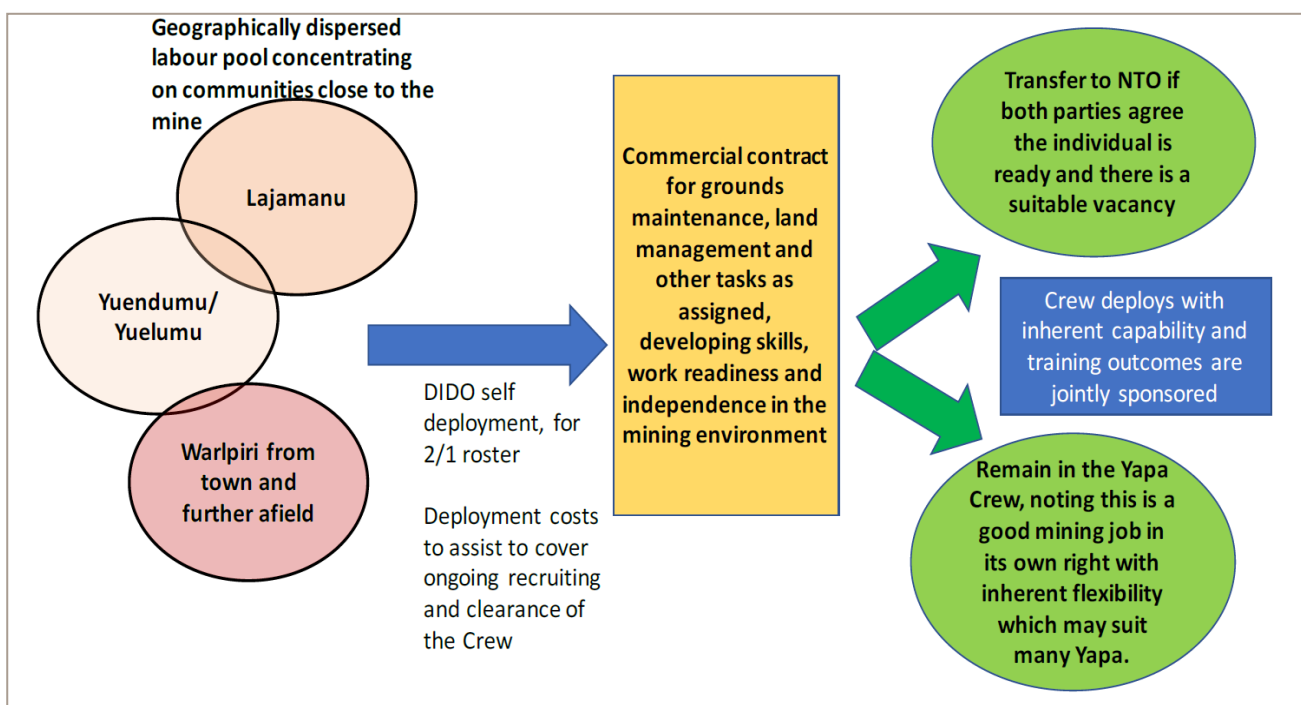 Geographically dispersed
labour pool concentrating
on communities close to the
mine
Lajamanu
Yuendumu/
Yuelumu
Warlpiri from
town and
further afield
DIDO self
deployment, for
2/1 roster
Deployment costs
to assist to cover
ongoing recruiting
and clearance of
the Crew
Commercial contract
for grounds
maintenance, land
management and
other tasks as
assigned,
developing skills,
work readiness and
independence in the
mining environment
Transfer to NTO if
both parties agree
the individual is
ready and there is a
suitable vacancy
Crew deploys with
inherent capability and
training outcomes are
jointly sponsored
Remain in the Yapa
Crew, noting this is a
good mining job in
its own right with
inherent flexibility
which may suit
many Yapa.